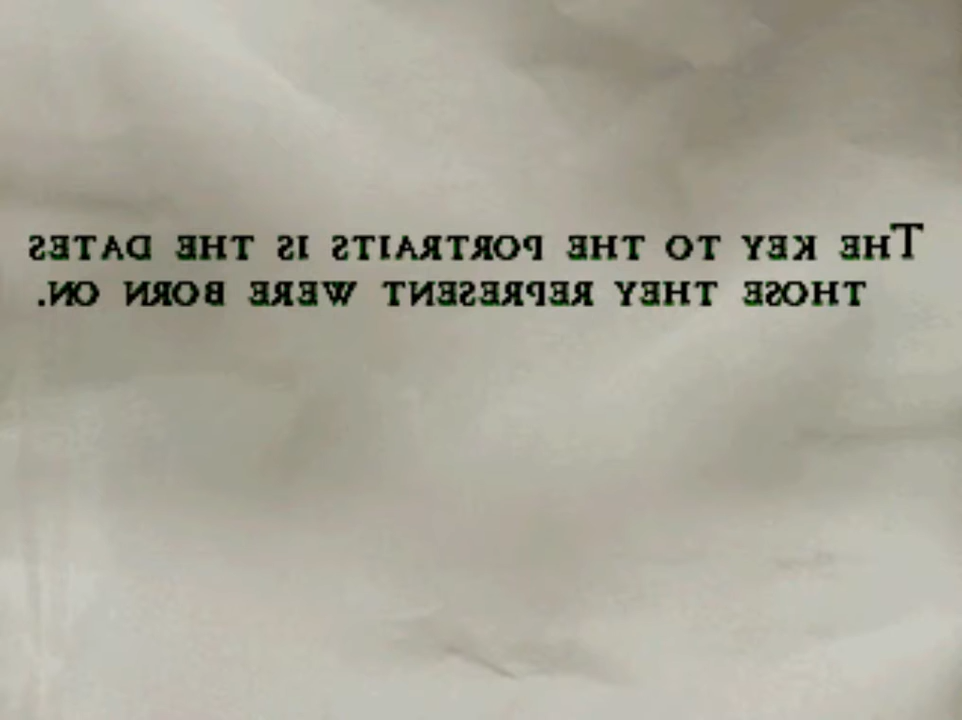 The key to the portraits is the dates
those they represent were born on.